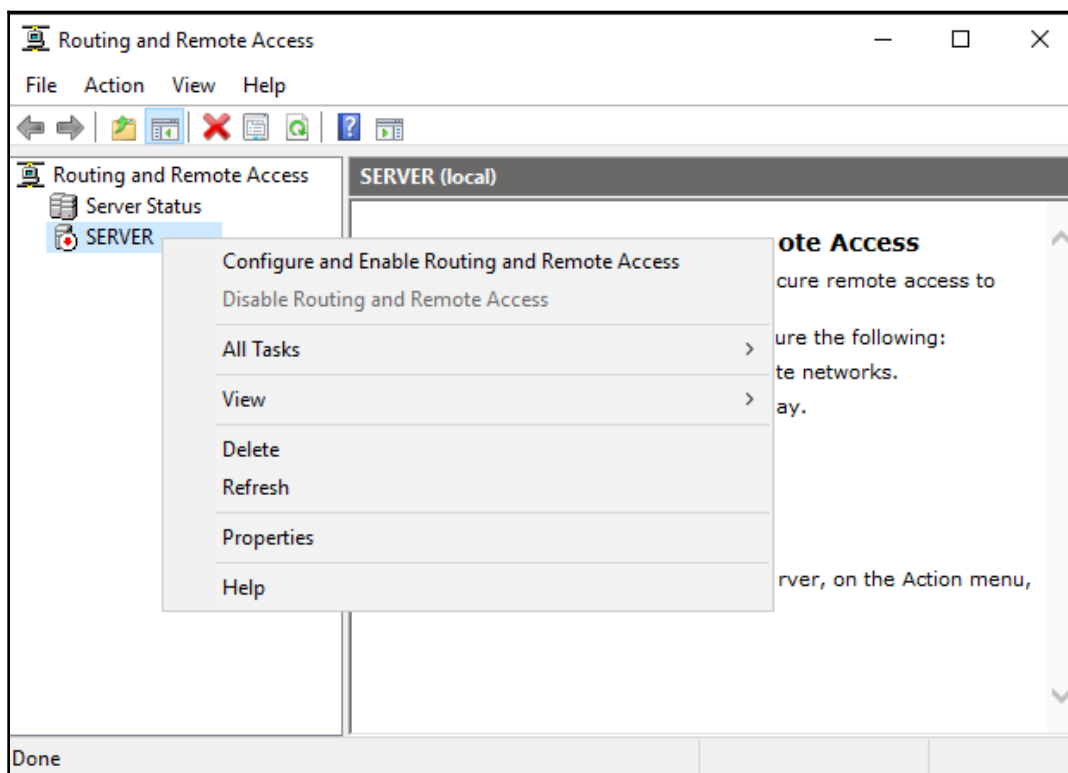 Routing and Remote Access
File Action View Help
Routing and Remote Access
Server Status
SERVER
SERVER (local)
ote Access
cure remote access to
ure the following:
te networks.
ay.
rver, on the Action menu,
Configure and Enable Routing and Remote Access
Disable Routing and Remote Access
All Tasks
View
Delete
Refresh
Properties
Help
Done